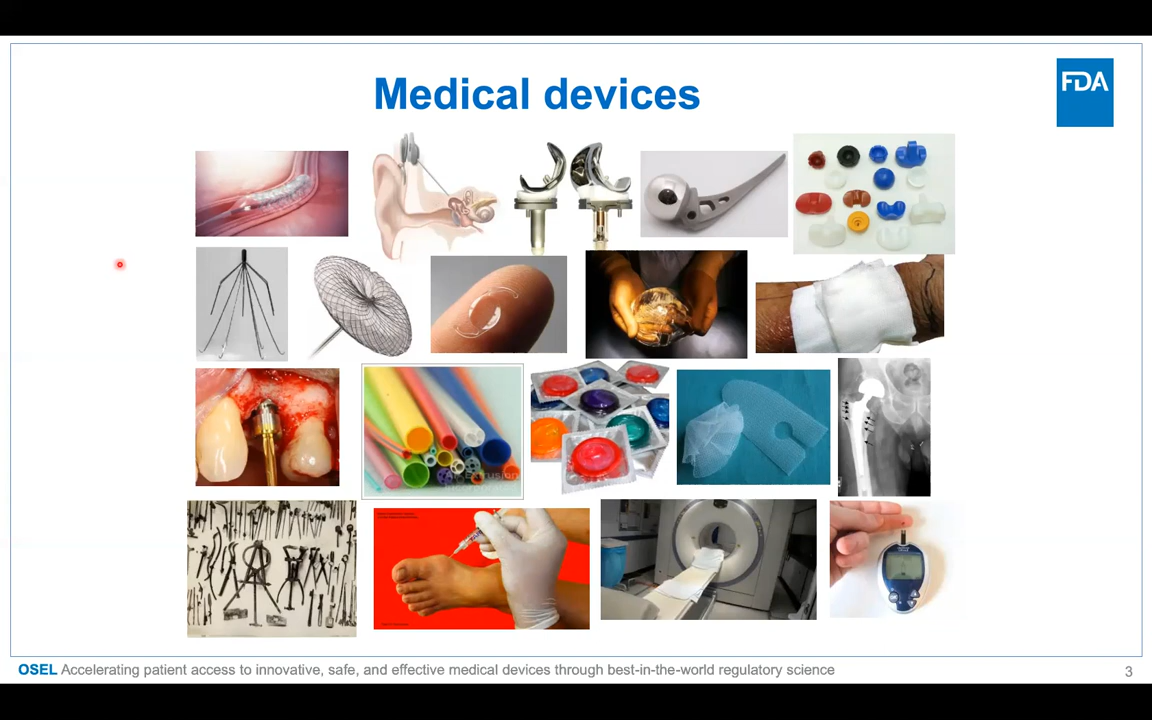 Medical devices
FDA
OSEL Accelerating patient access to innovative, safe, and effective medical devices through best-in-the-world regulatory science
3